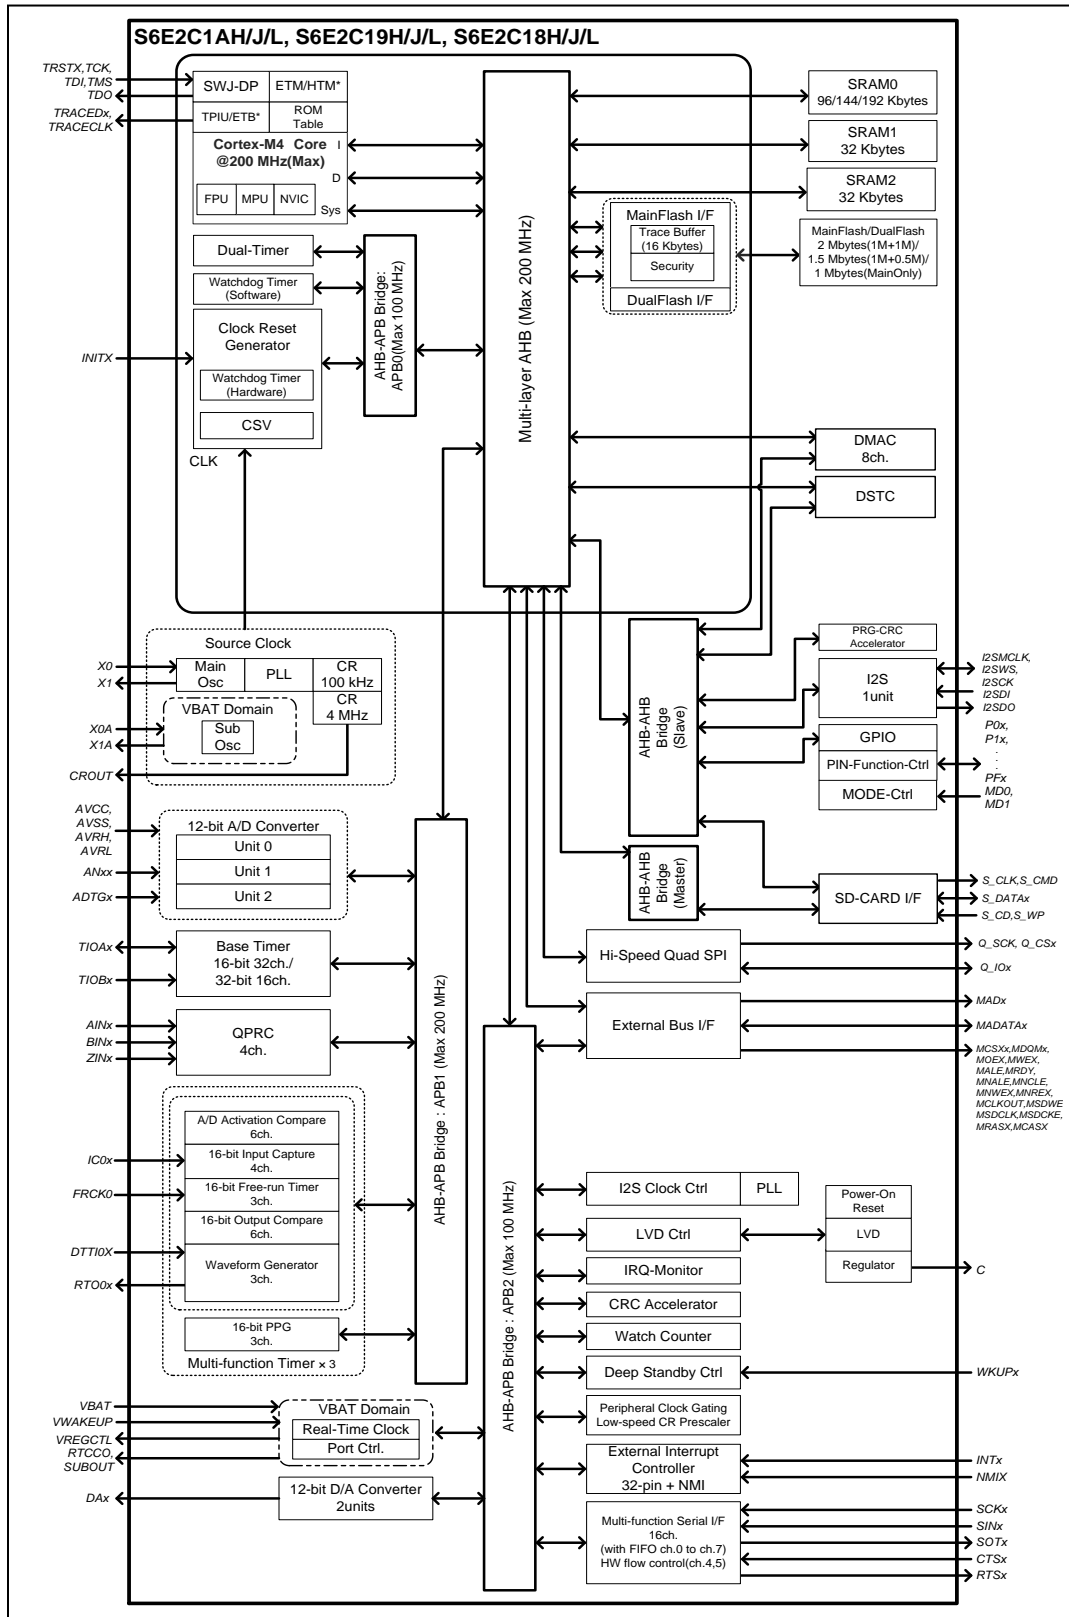 S6E2C1AH/J/L, S6E2C19H/J/L, S6E2C18H/J/L
TRSTX,TCK,
TDI,TMS
TDO
TRACEDx,
TRACECLK
SWJ-DP
ETM/HTM*
TPIU/ETB*
ROM
Table
Cortex-M4 Core
@200 MHz(Max)
I
D
Sys
FPU
MPU
NVIC
Dual-Timer
Watchdog Timer
(Software)
Clock Reset
Generator
Watchdog Timer
(Hardware)
CSV
CLK
INITX
AHB-APB Bridge:
APB0(Max 100 MHz)
Multi-layer AHB (Max 200 MHz)
SRAM0
96/144/192 Kbytes
SRAM1
32 Kbytes
SRAM2
32 Kbytes
MainFlash I/F
Trace Buffer
(16 Kbytes)
Security
DualFlash I/F
MainFlash/DualFlash
2 Mbytes(1M+1M)/
1.5 Mbytes(1M+0.5M)/
1 Mbytes(MainOnly)
DMAC
8ch.
DSTC
Source Clock
X0
X1
Main
Osc
PLL
CR
100 kHz
CR
4 MHz
VBAT Domain
Sub
Osc
X0A
X1A
CROUT
AHB-AHB
Bridge
(Slave)
PRG-CRC
Accelerator
I2S
1unit
I2SMCLK,
I2SWS,
I2SCK
I2SDI
I2SDO
GPIO
PIN-Function-Ctrl
MODE-Ctrl
P0x,
P1x,
.
.
PFx
MD0,
MD1
AHB-AHB
Bridge
(Master)
SD-CARD I/F
S_CLK,S_CMD
S_DATAx
S_CD,S_WP
AVCC,
AVSS,
AVRH,
AVRL
ANxx
ADTGx
12-bit A/D Converter
Unit 0
Unit 1
Unit 2
TIOAx
TIOBx
Base Timer
16-bit 32ch./
32-bit 16ch.
AINx
BINx
ZINx
QPRC
4ch.
AHB-APB Bridge : APB1 (Max 200 MHz)
Hi-Speed Quad SPI
Q_SCK, Q_CSx
Q_IOx
External Bus I/F
MADx
MADATAx
MCSXx,MDQMx,
MOEX,MWEX,
MALE,MRDY,
MNALE,MNCLE,
MNWEX,MNREX,
MCLKOUT,MSDWE
MSDCLK,MSDCKE,
MRASX,MCASX
A/D Activation Compare
6ch.
16-bit Input Capture
4ch.
16-bit Free-run Timer
3ch.
16-bit Output Compare
6ch.
Waveform Generator
3ch.
16-bit PPG
3ch.
Multi-function Timer × 3
IC0x
FRCK0
DTTI0X
RTO0x
AHB-APB Bridge : APB2 (Max 100 MHz)
I2S Clock Ctrl
PLL
LVD Ctrl
IRQ-Monitor
CRC Accelerator
Watch Counter
Deep Standby Ctrl
Peripheral Clock Gating
Low-speed CR Prescaler
External Interrupt
Controller
32-pin + NMI
Multi-function Serial I/F
16ch.
(with FIFO ch.0 to ch.7)
HW flow control(ch.4,5)
Power-On
Reset
LVD
Regulator
C
WKUPx
INTx
NMIX
SCKx
SINx
SOTx
CTSx
RTSx
VBAT
VWAKEUP
VREGCTL
RTCCO,
SUBOUT
VBAT Domain
Real-Time Clock
Port Ctrl.
DAx
12-bit D/A Converter
2units